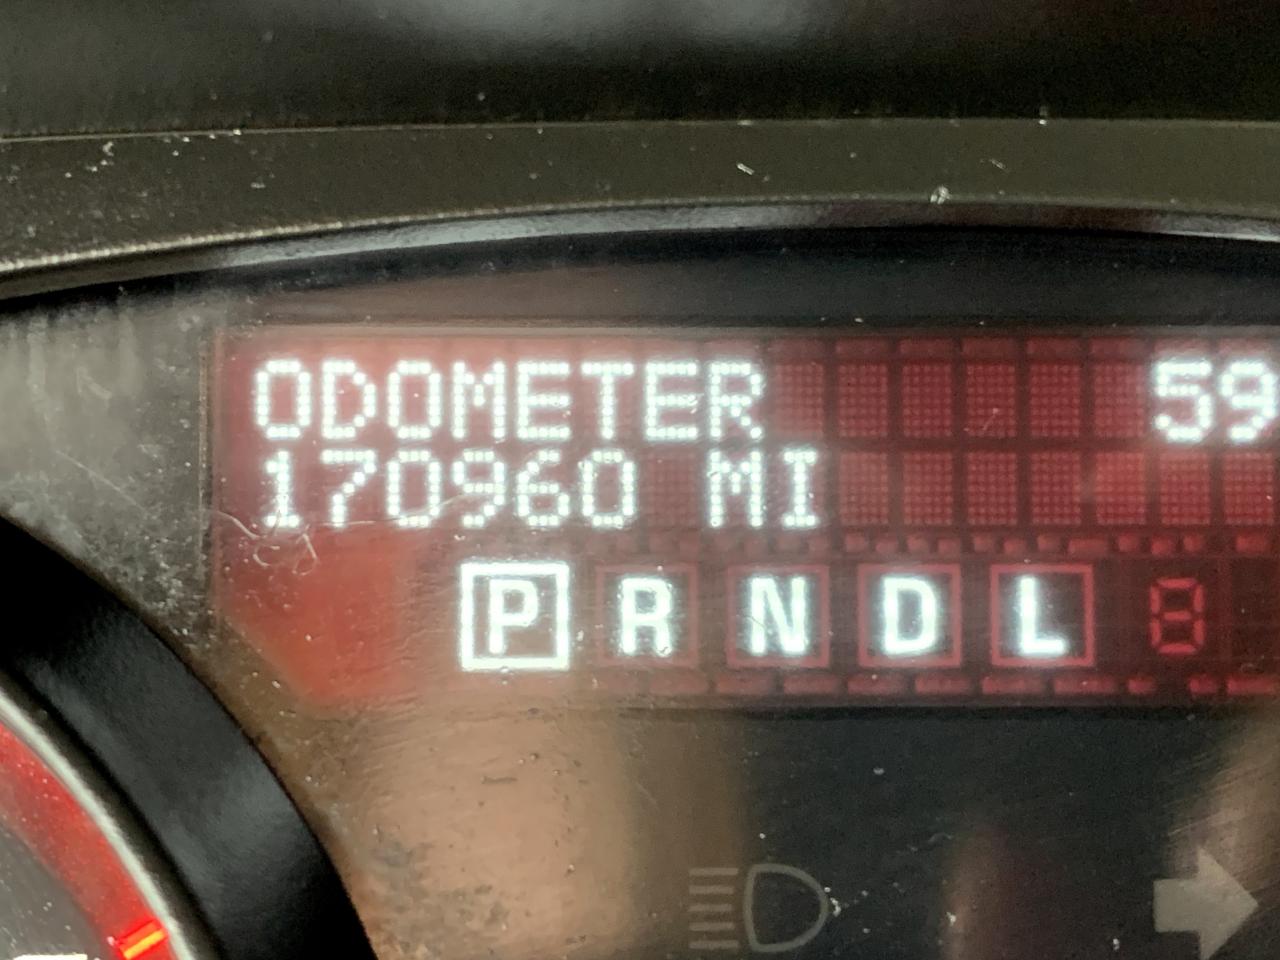 ODOMETER 59
170960 MI
P R N D L